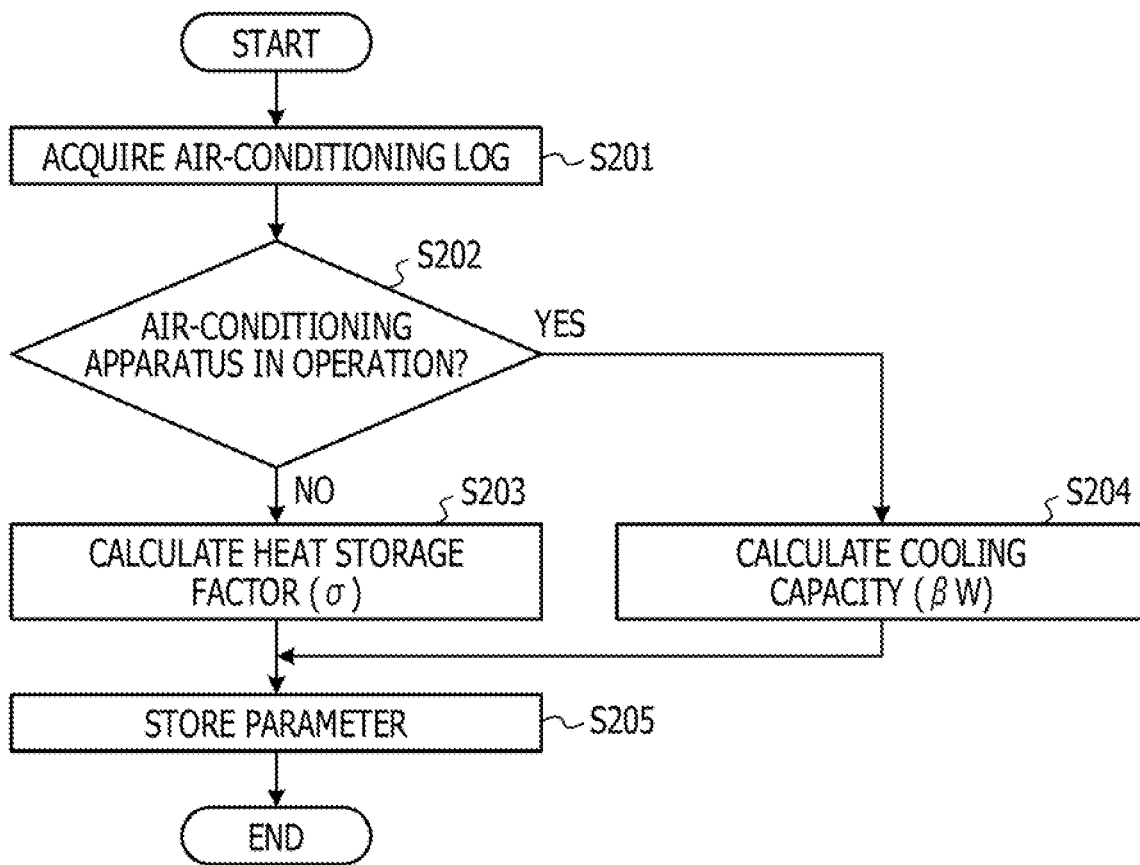 START
ACQUIRE AIR-CONDITIONING LOG
S201
S202
AIR-CONDITIONING
APPARATUS IN OPERATION?
YES
NO
S203
CALCULATE HEAT STORAGE
FACTOR (σ)
S204
CALCULATE COOLING
CAPACITY (β W)
STORE PARAMETER
S205
END